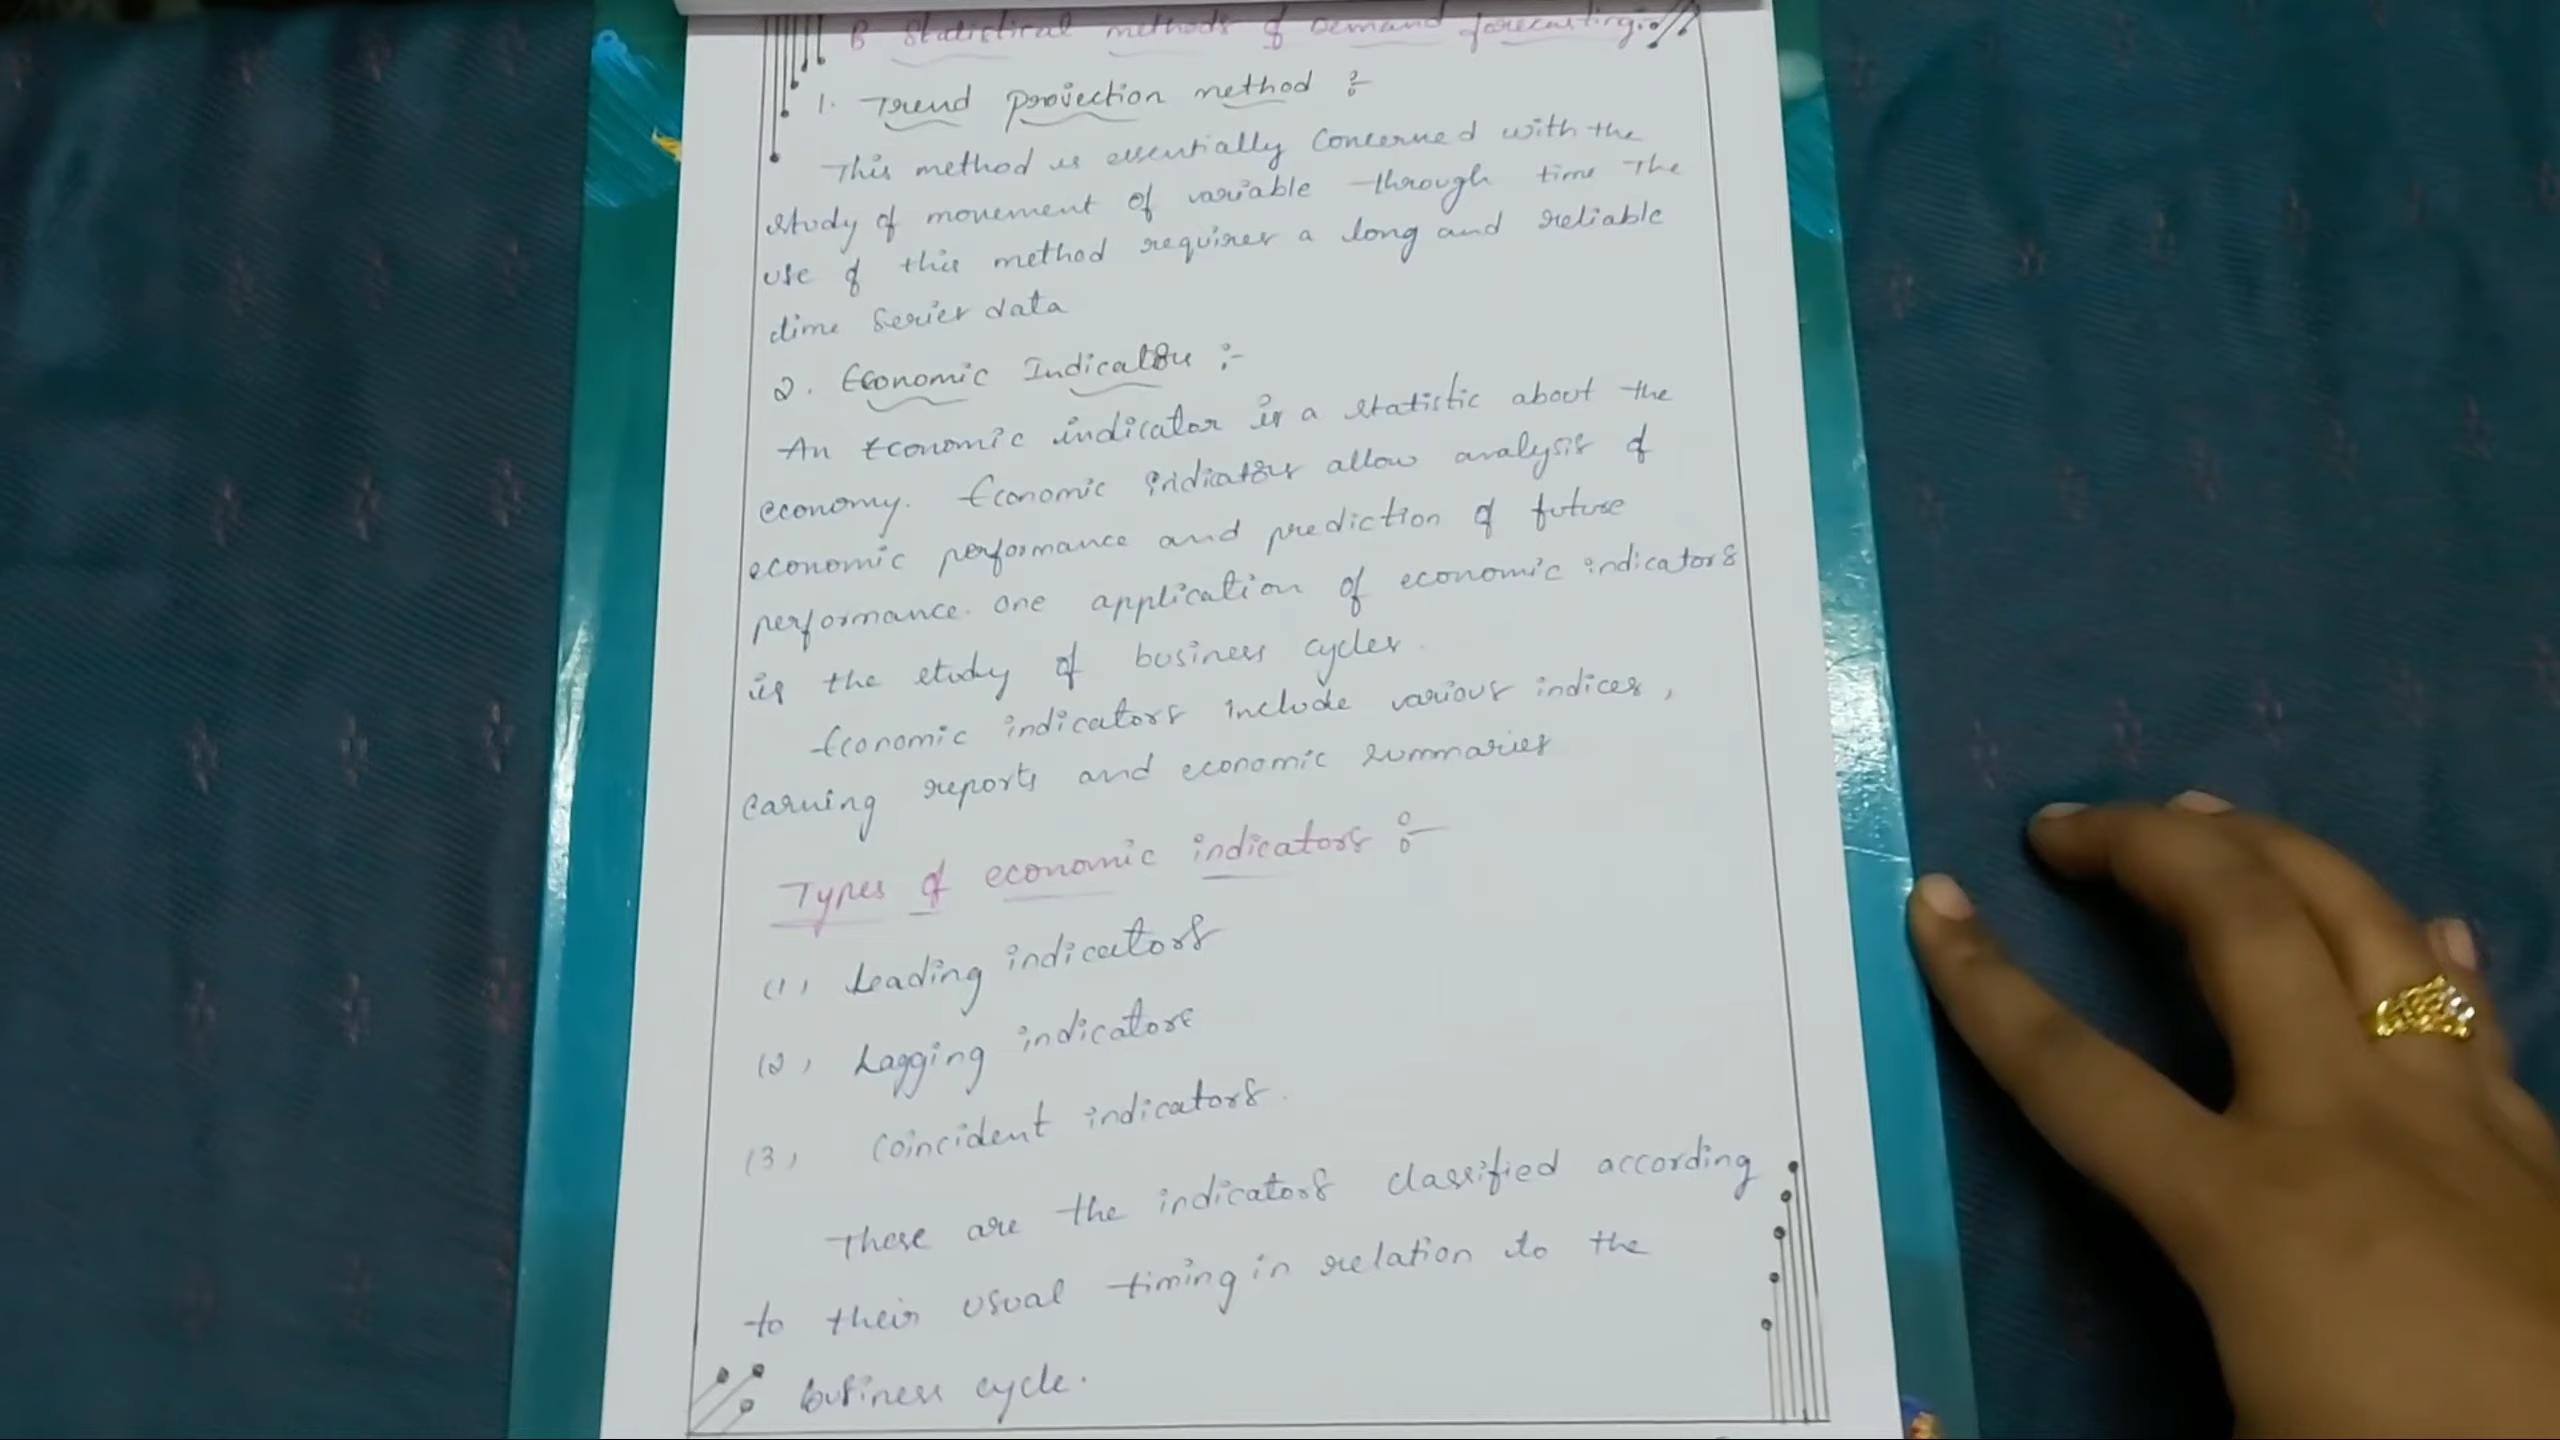 B Statistical methods of Demand forecasting:-
1. Trend projection method :-
This method is essentially concerned with the
study of movement of variable through time The
use of this method requires a long and reliable
time series data
2. Economic Indicators :-
An Economic indicator is a statistic about the
economy. Economic indicators allow analysis of
economic performance and prediction of future
performance. One application of economic indicators
is the study of business cycles.
Economic indicators include various indices,
earning reports and economic summaries
Types of economic indicators :-
(1) Leading indicators
(2) Lagging indicators
(3) Coincident indicators.
These are the indicators classified according
to their usual timing in relation to the
business cycle.